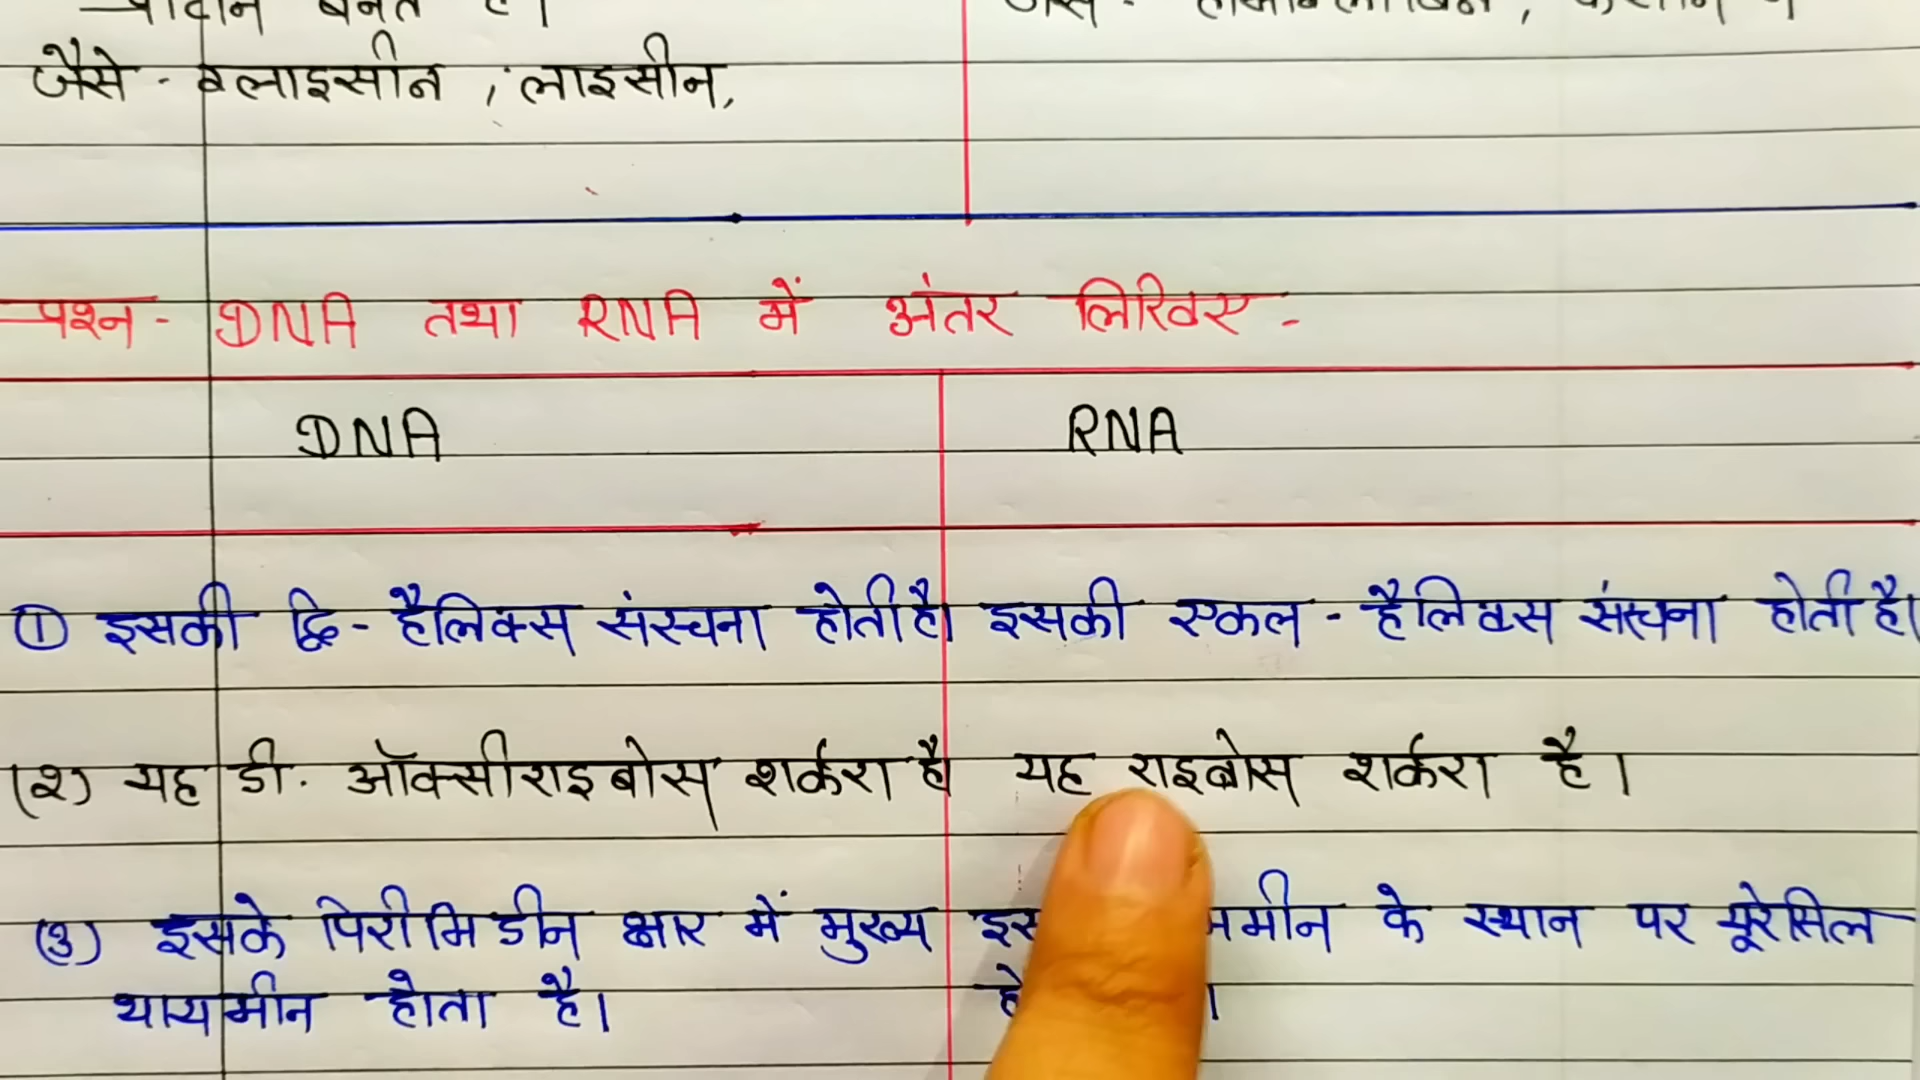 जैसे - ग्लाइसीन , लाइसीन,
प्रश्न - DNA तथा RNA में अंतर लिखिए -
DNA RNA
① इसकी द्वि - हैलिक्स संरचना होती है। इसकी एकल - हैलिक्स संरचना होती है।
(२) यह डी. ऑक्सीराइबोस शर्करा है। यह राइबोस शर्करा है।
(३) इसके पिरीमिडीन क्षार में मुख्य के स्थान पर यूरेसिल
थायमीन होता है।